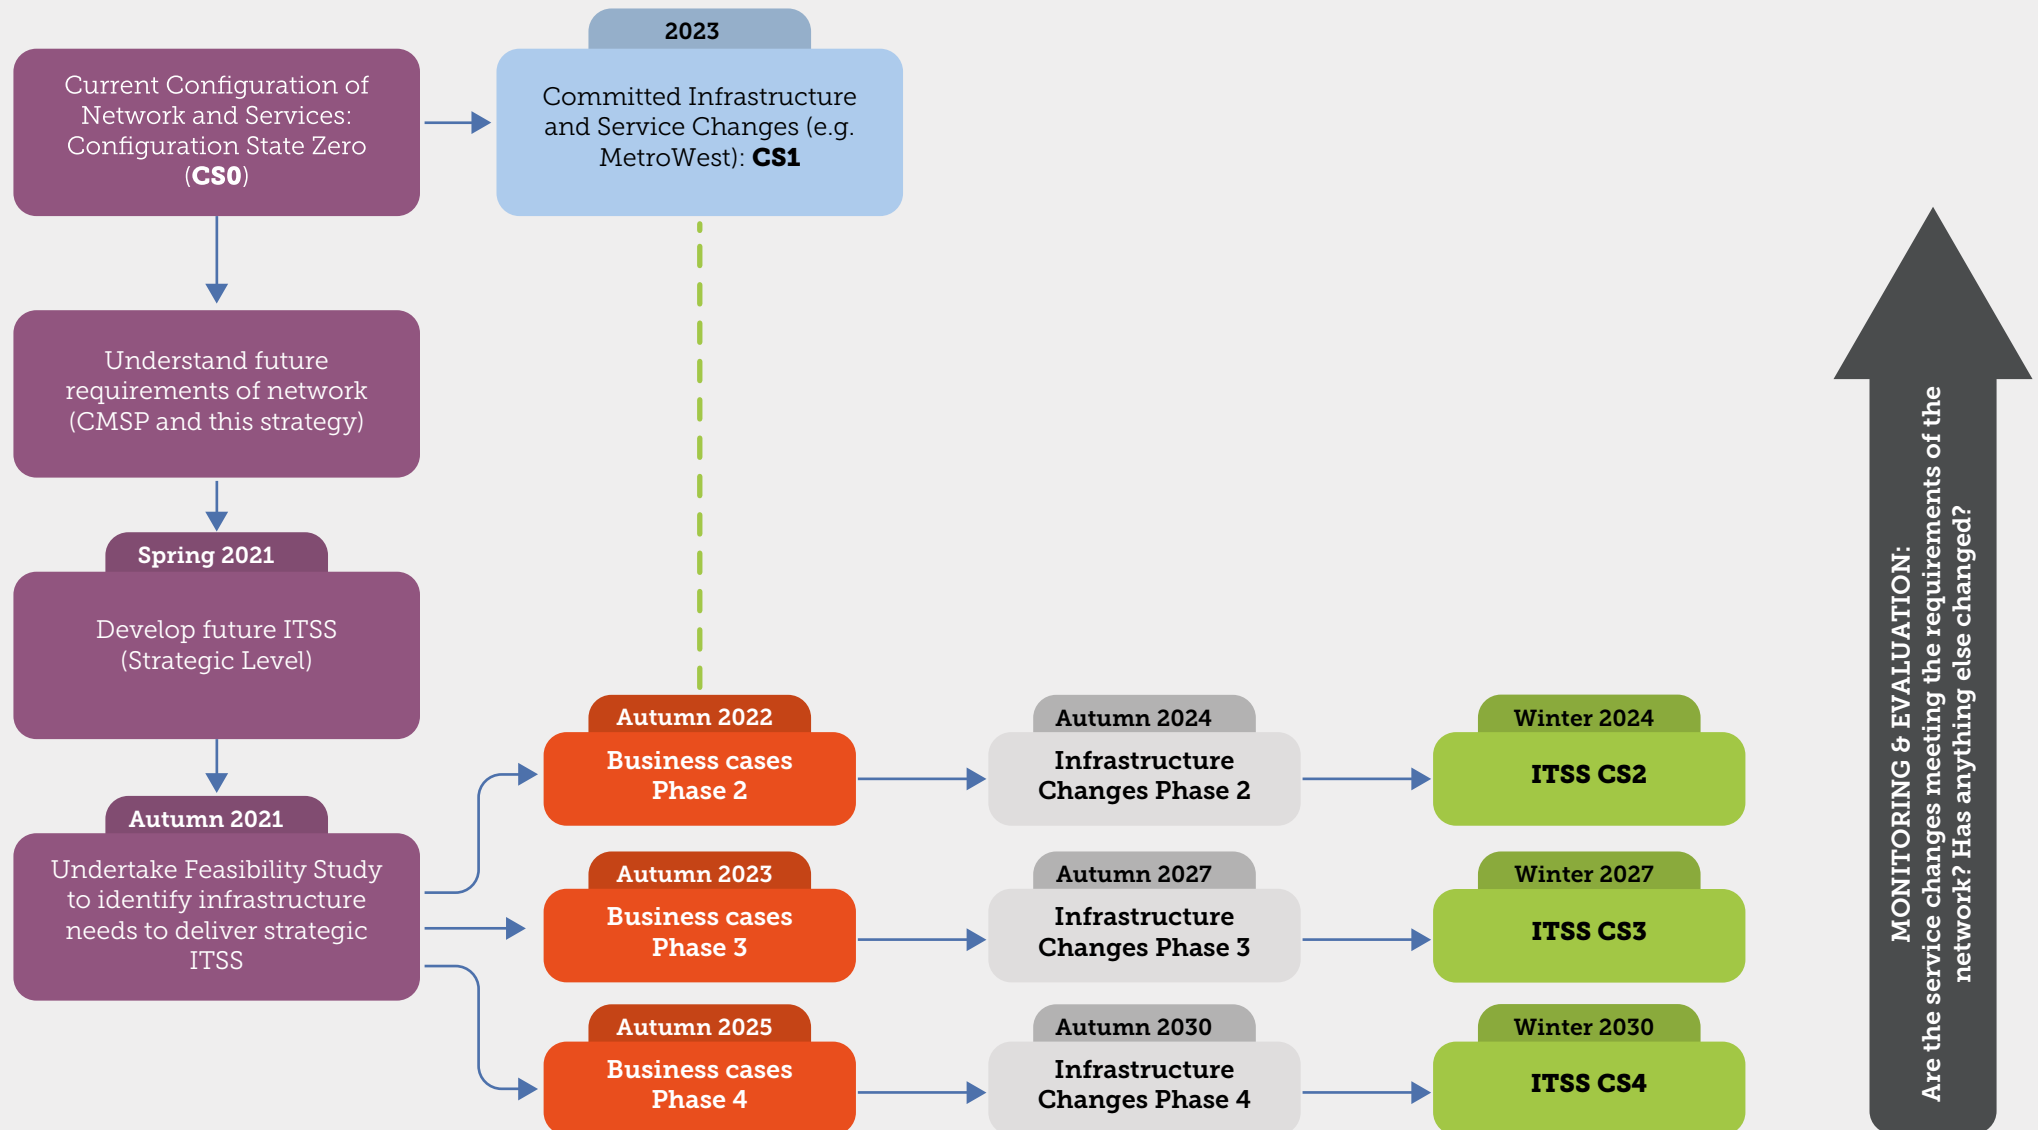 Current Configuration of
Network and Services:
Configuration State Zero
(CS0)
2023
Committed Infrastructure
and Service Changes (e.g.
MetroWest): CS1
Understand future
requirements of network
(CMSP and this strategy)
Spring 2021
Develop future ITSS
(Strategic Level)
Autumn 2021
Undertake Feasibility Study
to identify infrastructure
needs to deliver strategic
ITSS
Autumn 2022
Business cases
Phase 2
Autumn 2024
Infrastructure
Changes Phase 2
Winter 2024
ITSS CS2
Autumn 2023
Business cases
Phase 3
Autumn 2027
Infrastructure
Changes Phase 3
Winter 2027
ITSS CS3
Autumn 2025
Business cases
Phase 4
Autumn 2030
Infrastructure
Changes Phase 4
Winter 2030
ITSS CS4
MONITORING & EVALUATION:
Are the service changes meeting the requirements of the
network? Has anything else changed?